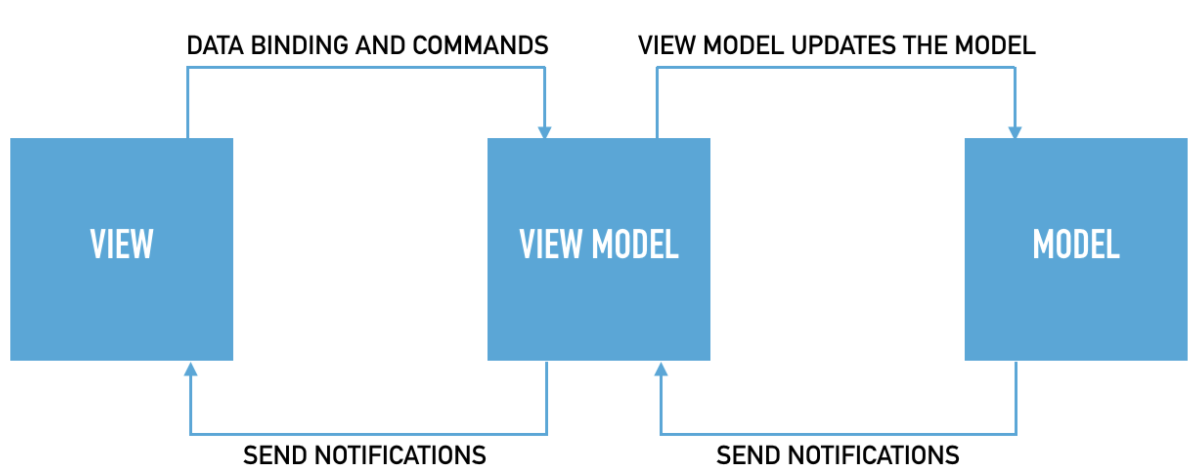 DATA BINDING AND COMMANDS
VIEW MODEL UPDATES THE MODEL
VIEW
VIEW MODEL
MODEL
SEND NOTIFICATIONS
SEND NOTIFICATIONS